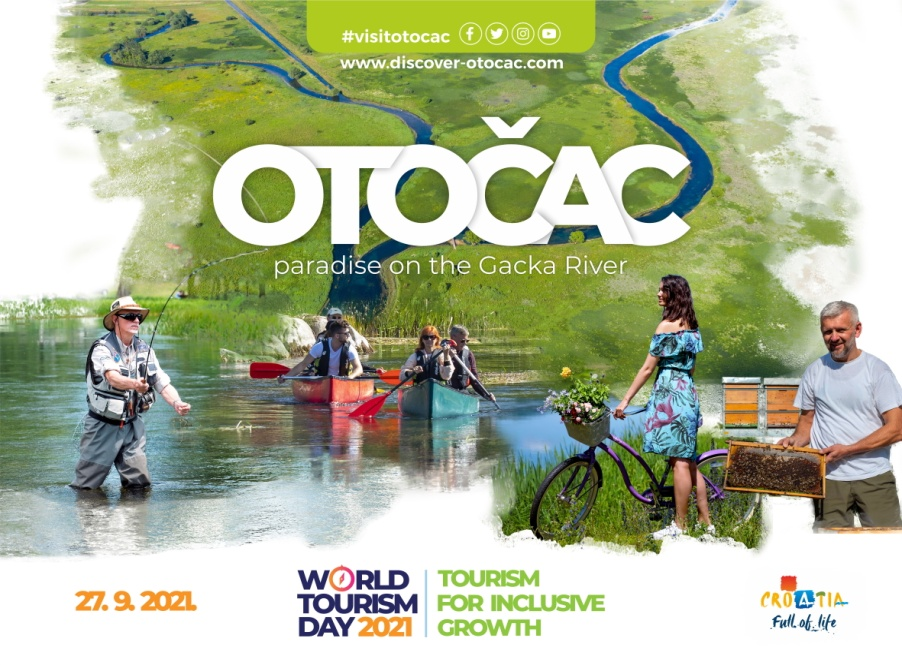 #visitotocac
www.discover-otocac.com
OTOČAC
paradise on the Gacka River
27. 9. 2021.
WORLD
TOURISM
DAY 2021
TOURISM
FOR INCLUSIVE
GROWTH
CROATIA
Full of life